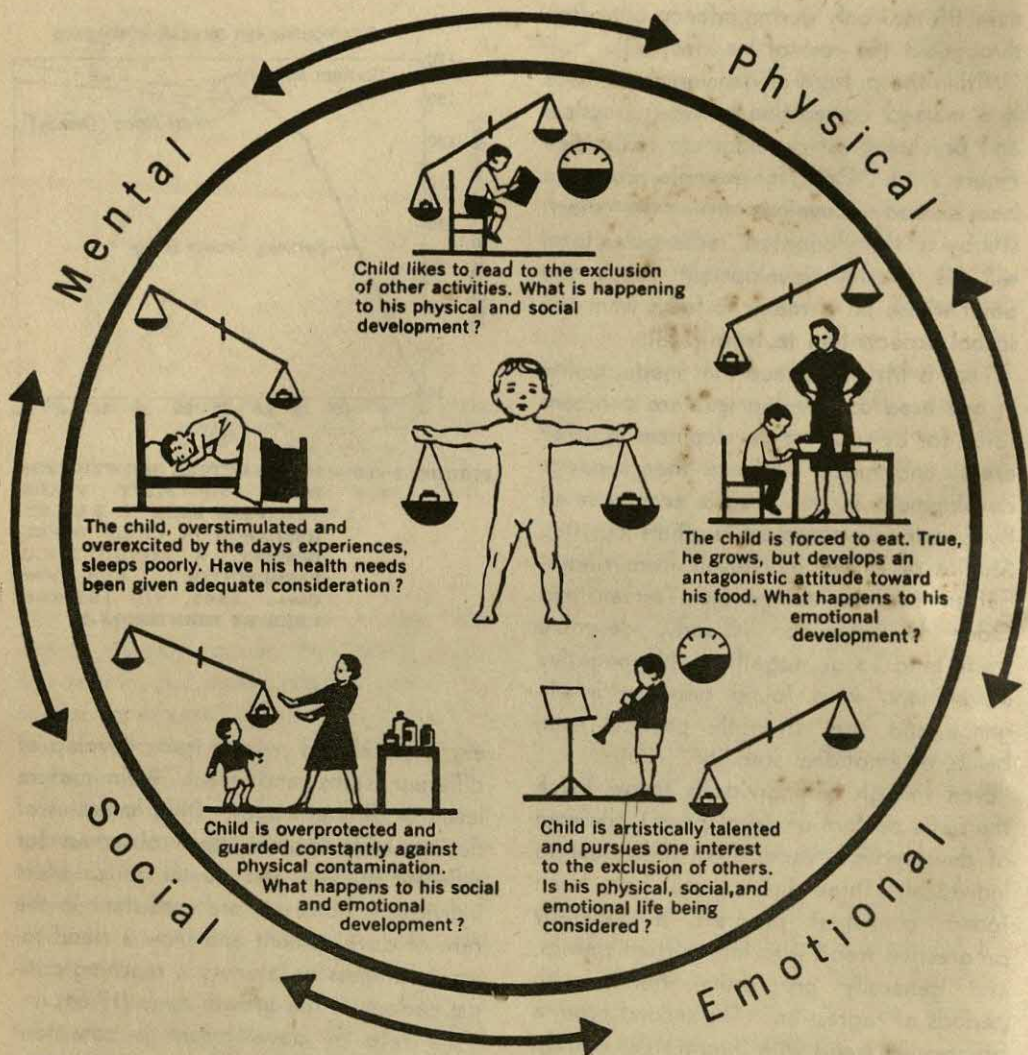 Mental
Physical
Child likes to read to the exclusion
of other activities. What is happening
to his physical and social
development ?
The child, overstimulated and
overexcited by the days experiences,
sleeps poorly. Have his health needs
been given adequate consideration ?
The child is forced to eat. True,
he grows, but develops an
antagonistic attitude toward
his food. What happens to his
emotional
development ?
Child is overprotected and
guarded constantly against
physical contamination.
What happens to his social
and emotional
development ?
Child is artistically talented
and pursues one interest
to the exclusion of others.
Is his physical, social, and
emotional life being
considered ?
Social
Emotional